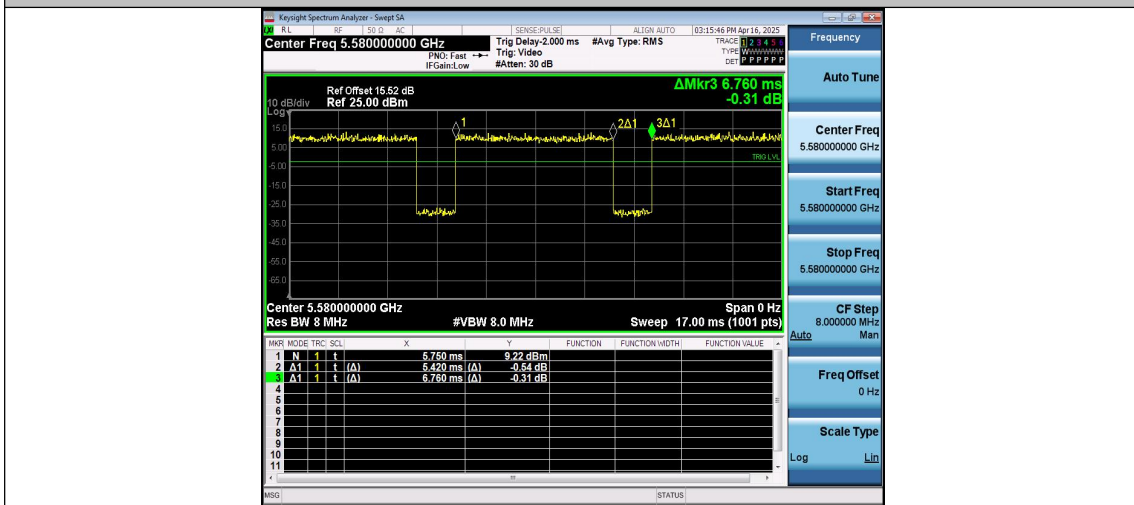 Keysight Spectrum Analyzer - Swept SA
RL RF 50 Ω AC SENSE:PULSE ALIGN AUTO 03:15:46 PM Apr 16, 2025
Center Freq 5.580000000 GHz
PNO: Fast
IFGain:Low
Trig Delay-2.000 ms
Trig: Video
#Atten: 30 dB
#Avg Type: RMS
TRACE 1 2 3 4 5 6
TYPE W
DET P P P P P P
Frequency
Auto Tune
Center Freq
5.580000000 GHz
Start Freq
5.580000000 GHz
Stop Freq
5.580000000 GHz
CF Step
8.000000 MHz
Auto Man
Freq Offset
0 Hz
Scale Type
Log Lin
ΔMkr3 6.760 ms
-0.31 dB
Ref Offset 15.52 dB
10 dB/div Ref 25.00 dBm
Log
15.0
5.00
-5.00
-15.0
-25.0
-35.0
-45.0
-55.0
-65.0
1
2Δ1
3Δ1
TRIG LVL
Center 5.580000000 GHz Span 0 Hz
Res BW 8 MHz #VBW 8.0 MHz Sweep 17.00 ms (1001 pts)
MKR MODE TRC SCL X Y FUNCTION FUNCTION WIDTH FUNCTION VALUE
1 N 1 t 5.750 ms 9.22 dBm
2 Δ1 1 t (Δ) 5.420 ms (Δ) -0.54 dB
3 Δ1 1 t (Δ) 6.760 ms (Δ) -0.31 dB
4
5
6
7
8
9
10
11
MSG STATUS